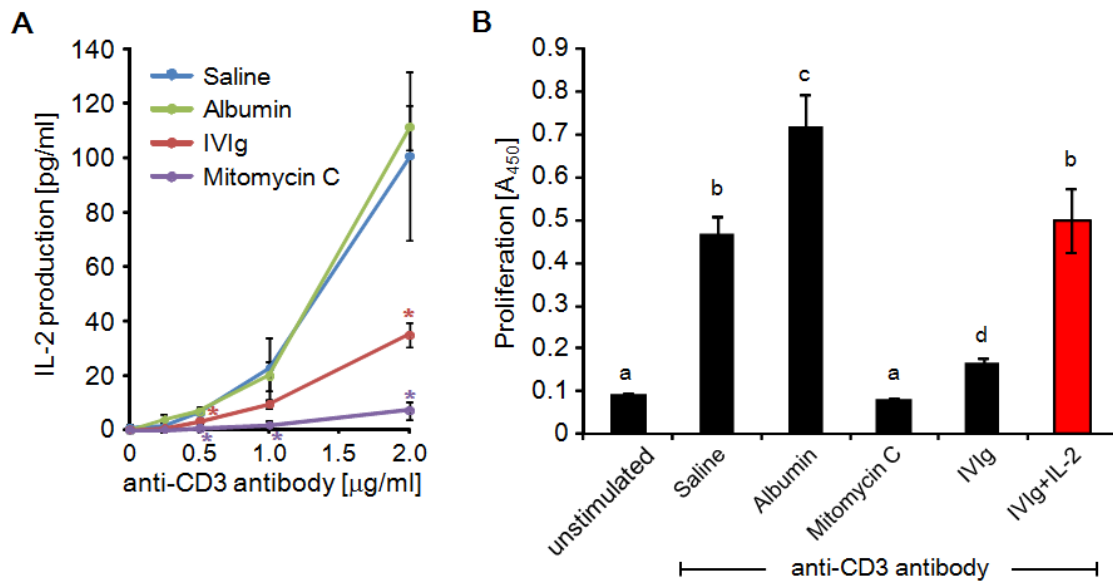 A
IL-2 production [pg/ml]
140
120
100
80
60
40
20
0
Saline
Albumin
IVIg
Mitomycin C
*
*
*
*
*
0 0.5 1.0 1.5 2.0
anti-CD3 antibody [μg/ml]
B
Proliferation [A450]
0.9
0.8
0.7
0.6
0.5
0.4
0.3
0.2
0.1
0
a
b
c
a
d
b
unstimulated
Saline
Albumin
Mitomycin C
IVIg
IVIg+IL-2
anti-CD3 antibody